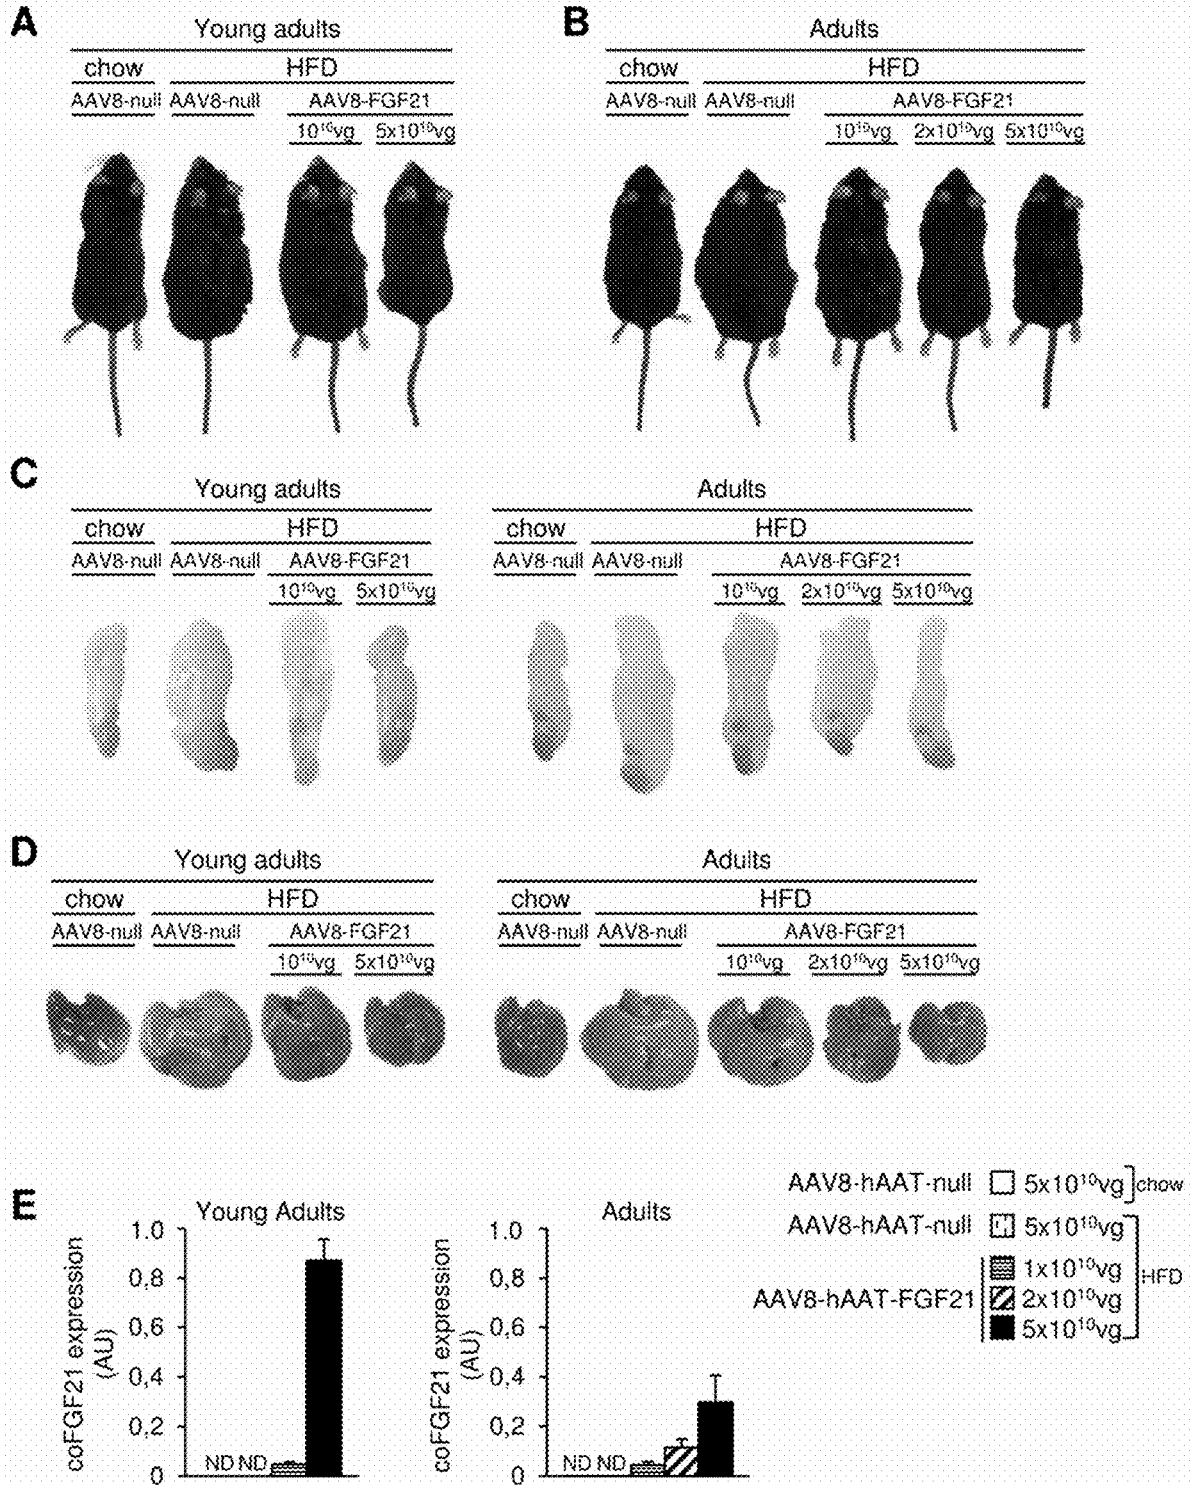 A
Young adults
chow HFD
AAV8-null AAV8-null AAV8-FGF21
10¹⁰vg 5x10¹⁰vg
B
Adults
chow HFD
AAV8-null AAV8-null AAV8-FGF21
10¹⁰vg 2x10¹⁰vg 5x10¹⁰vg
C
Young adults
chow HFD
AAV8-null AAV8-null AAV8-FGF21
10¹⁰vg 5x10¹⁰vg
Adults
chow HFD
AAV8-null AAV8-null AAV8-FGF21
10¹⁰vg 2x10¹⁰vg 5x10¹⁰vg
D
Young adults
chow HFD
AAV8-null AAV8-null AAV8-FGF21
10¹⁰vg 5x10¹⁰vg
Adults
chow HFD
AAV8-null AAV8-null AAV8-FGF21
10¹⁰vg 2x10¹⁰vg 5x10¹⁰vg
E
Young Adults
coFGF21 expression
(AU)
1.0
0,8
0,6
0,4
0,2
0
ND ND
Adults
coFGF21 expression
(AU)
1.0
0,8
0,6
0,4
0,2
0
ND ND
AAV8-hAAT-null 5x10¹⁰vg chow
AAV8-hAAT-null 5x10¹⁰vg
HFD
AAV8-hAAT-FGF21
1x10¹⁰vg
2x10¹⁰vg
5x10¹⁰vg